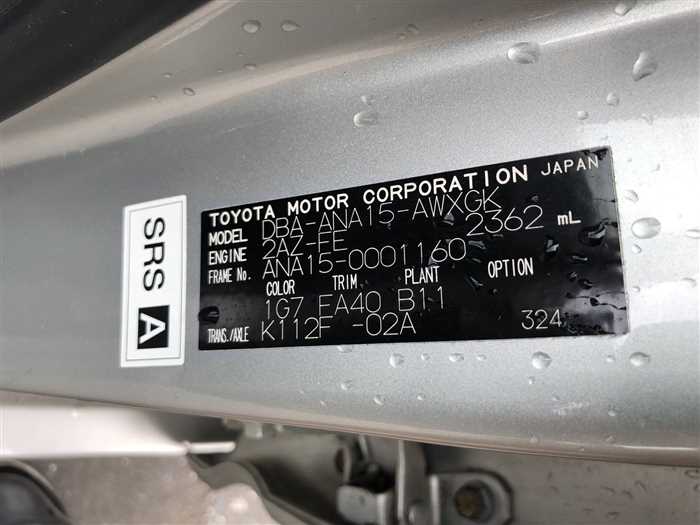 TOYOTA MOTOR CORPORATION JAPAN
MODEL DBA-ANA15-AWXGK
ENGINE 2AZ-FE 2362 mL
FRAME No. ANA15-0001160
COLOR TRIM PLANT OPTION
1G7 FA40 B11
TRANS./AXLE K112F -02A 324
SRS A